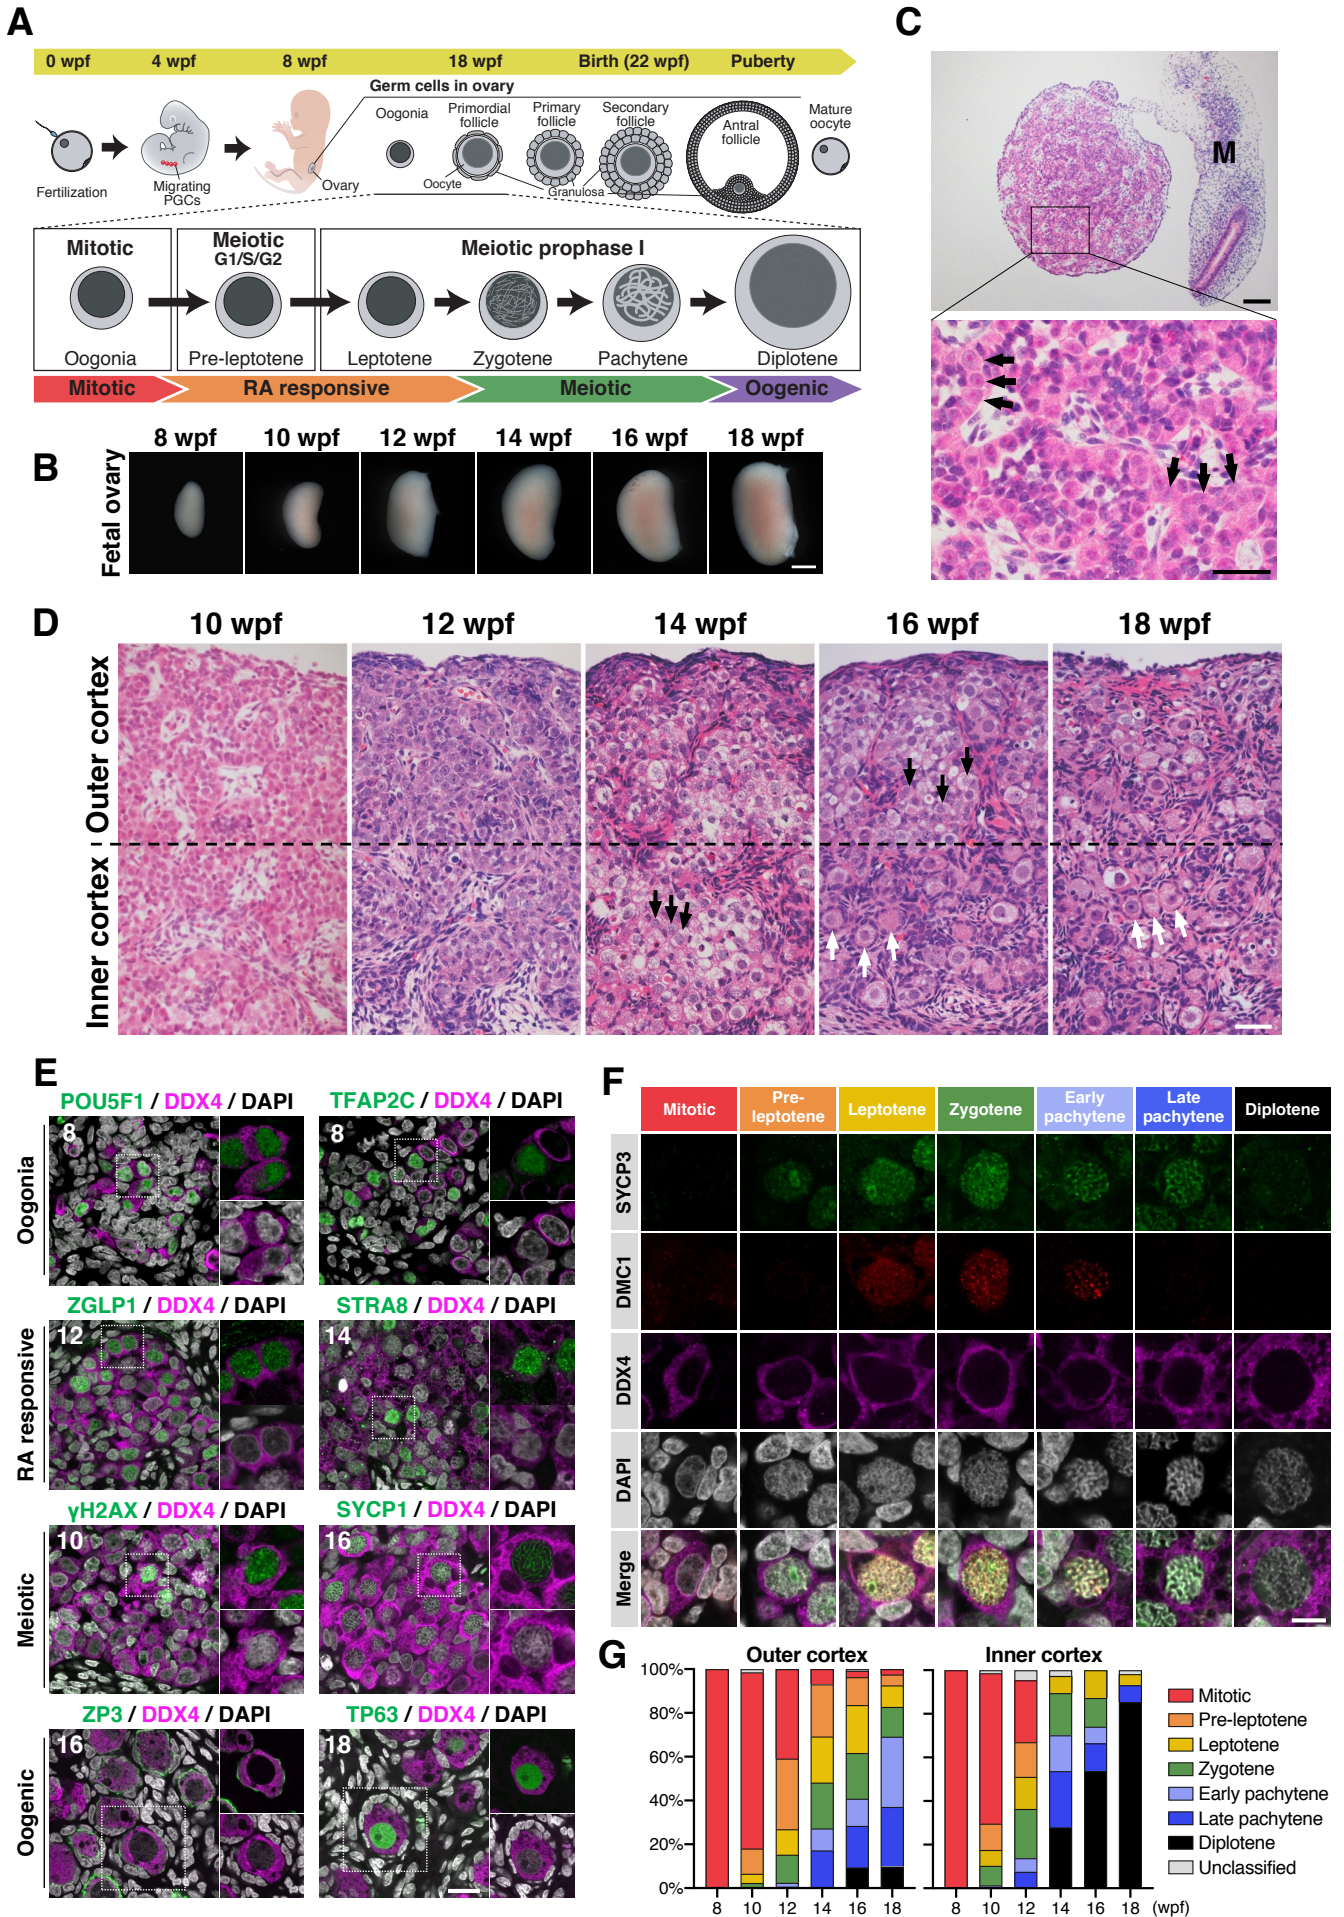 A
0 wpf 4 wpf 8 wpf 18 wpf Birth (22 wpf) Puberty
Germ cells in ovary
Oogonia
Primordial follicle
Primary follicle
Secondary follicle
Antral follicle
Mature oocyte
Fertilization
Migrating PGCs
Ovary
Oocyte
Granulosa
Mitotic
Meiotic G1/S/G2
Meiotic prophase I
Oogonia Pre-leptotene Leptotene Zygotene Pachytene Diplotene
Mitotic RA responsive Meiotic Oogenic
B
8 wpf 10 wpf 12 wpf 14 wpf 16 wpf 18 wpf
Fetal ovary
C
M
D
10 wpf 12 wpf 14 wpf 16 wpf 18 wpf
Outer cortex
Inner cortex
E
POU5F1 / DDX4 / DAPI
8
TFAP2C / DDX4 / DAPI
8
Oogonia
ZGLP1 / DDX4 / DAPI
12
STRA8 / DDX4 / DAPI
14
RA responsive
γH2AX / DDX4 / DAPI
10
SYCP1 / DDX4 / DAPI
16
Meiotic
ZP3 / DDX4 / DAPI
16
TP63 / DDX4 / DAPI
18
Oogenic
F
Mitotic
Pre-leptotene
Leptotene
Zygotene
Early pachytene
Late pachytene
Diplotene
SYCP3
DMC1
DDX4
DAPI
Merge
G
Outer cortex Inner cortex
100%
80%
60%
40%
20%
0%
8 10 12 14 16 18 8 10 12 14 16 18 (wpf)
Mitotic
Pre-leptotene
Leptotene
Zygotene
Early pachytene
Late pachytene
Diplotene
Unclassified